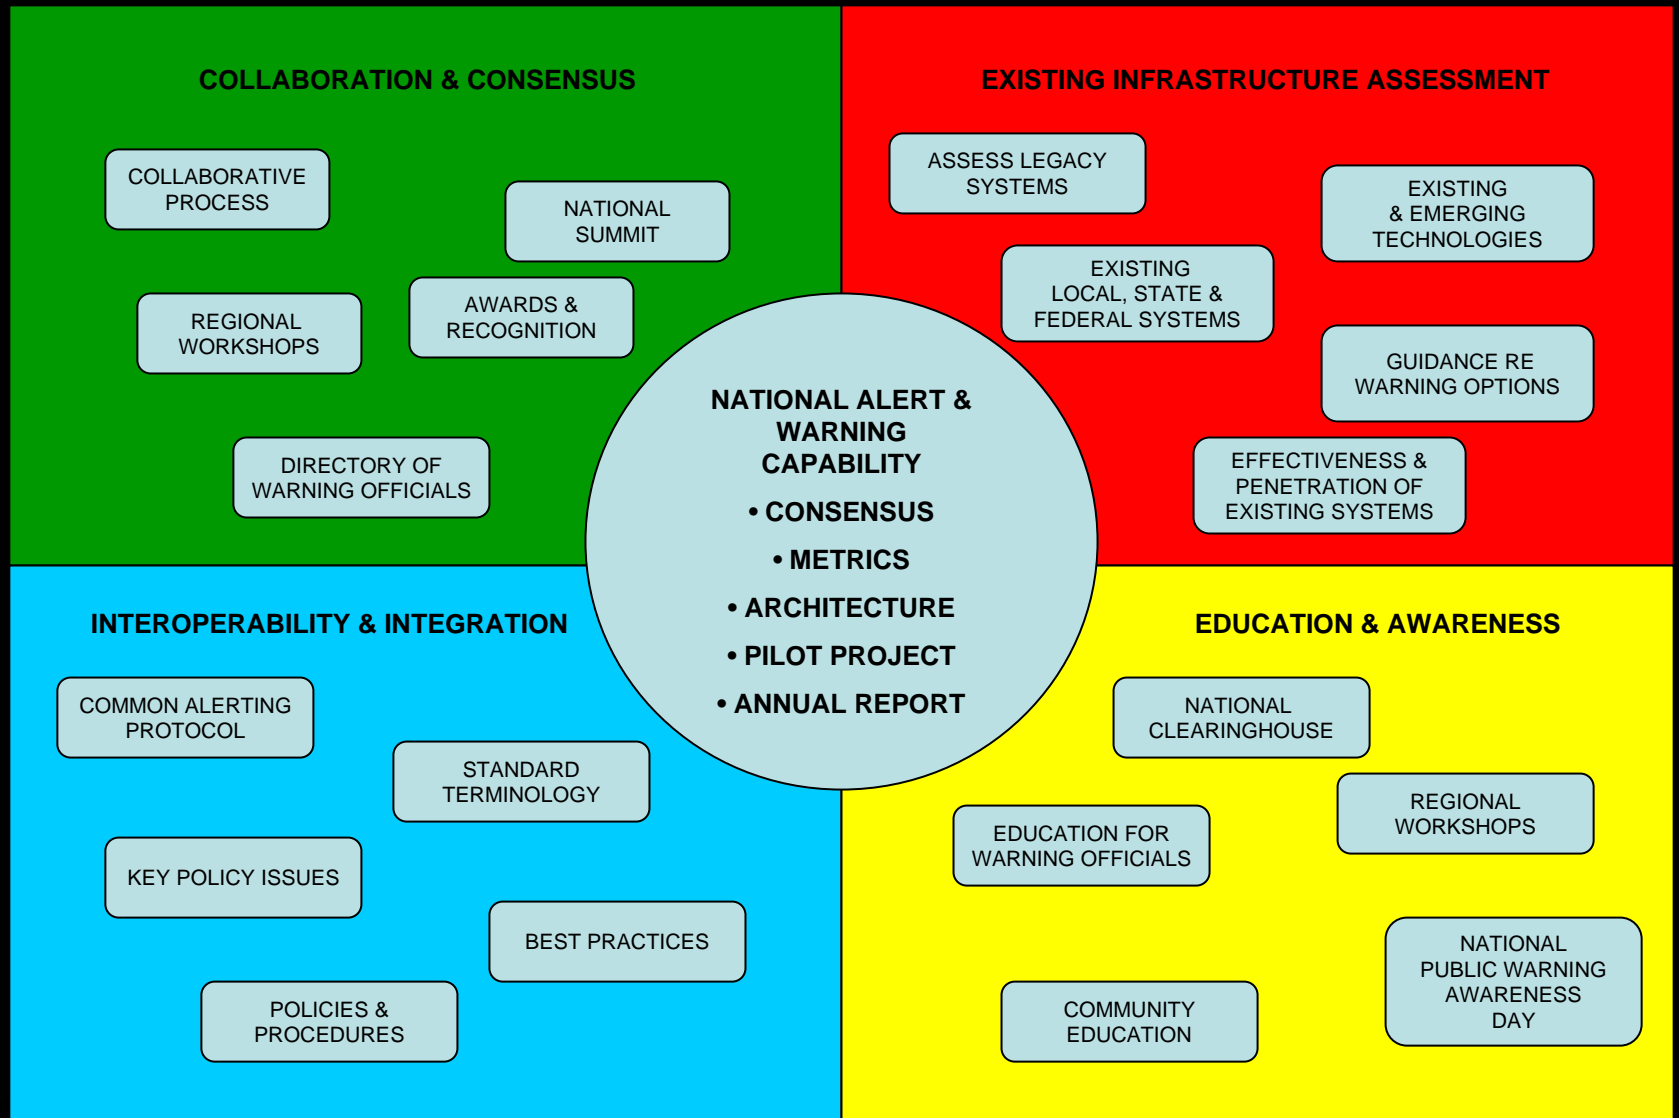 COLLABORATION & CONSENSUS
COLLABORATIVE
PROCESS
NATIONAL
SUMMIT
REGIONAL
WORKSHOPS
AWARDS &
RECOGNITION
DIRECTORY OF
WARNING OFFICIALS
EXISTING INFRASTRUCTURE ASSESSMENT
ASSESS LEGACY
SYSTEMS
EXISTING
& EMERGING
TECHNOLOGIES
EXISTING
LOCAL, STATE &
FEDERAL SYSTEMS
GUIDANCE RE
WARNING OPTIONS
EFFECTIVENESS &
PENETRATION OF
EXISTING SYSTEMS
NATIONAL ALERT &
WARNING
CAPABILITY
• CONSENSUS
• METRICS
• ARCHITECTURE
• PILOT PROJECT
• ANNUAL REPORT
INTEROPERABILITY & INTEGRATION
COMMON ALERTING
PROTOCOL
STANDARD
TERMINOLOGY
KEY POLICY ISSUES
BEST PRACTICES
POLICIES &
PROCEDURES
EDUCATION & AWARENESS
NATIONAL
CLEARINGHOUSE
REGIONAL
WORKSHOPS
EDUCATION FOR
WARNING OFFICIALS
NATIONAL
PUBLIC WARNING
AWARENESS
DAY
COMMUNITY
EDUCATION